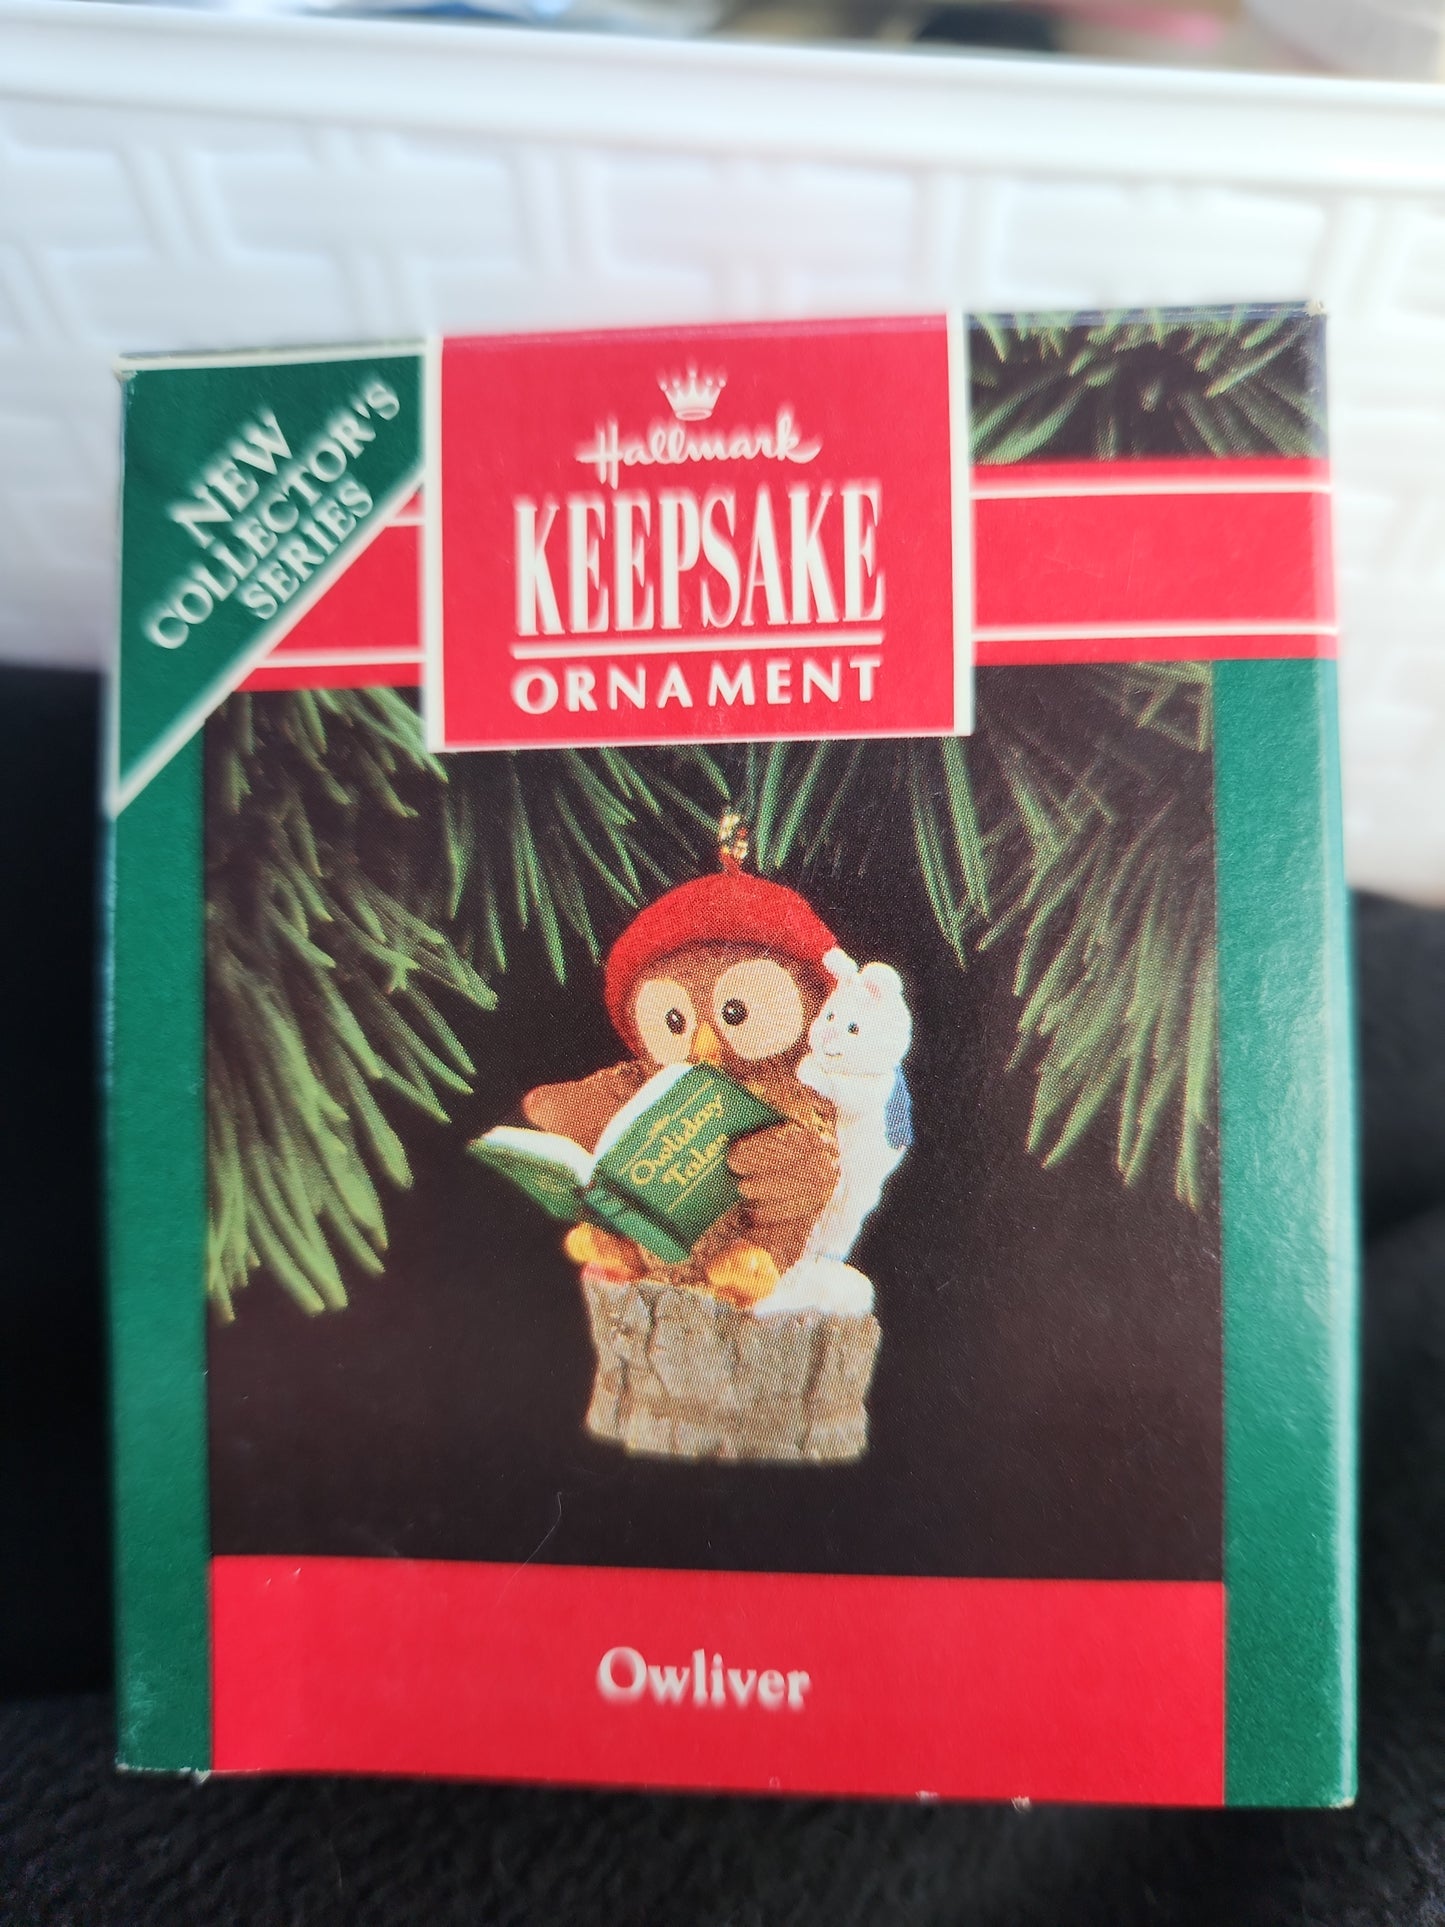 NEW
COLLECTOR'S
SERIES
Hallmark
KEEPSAKE
ORNAMENT
Owliday
Tales
Owliver